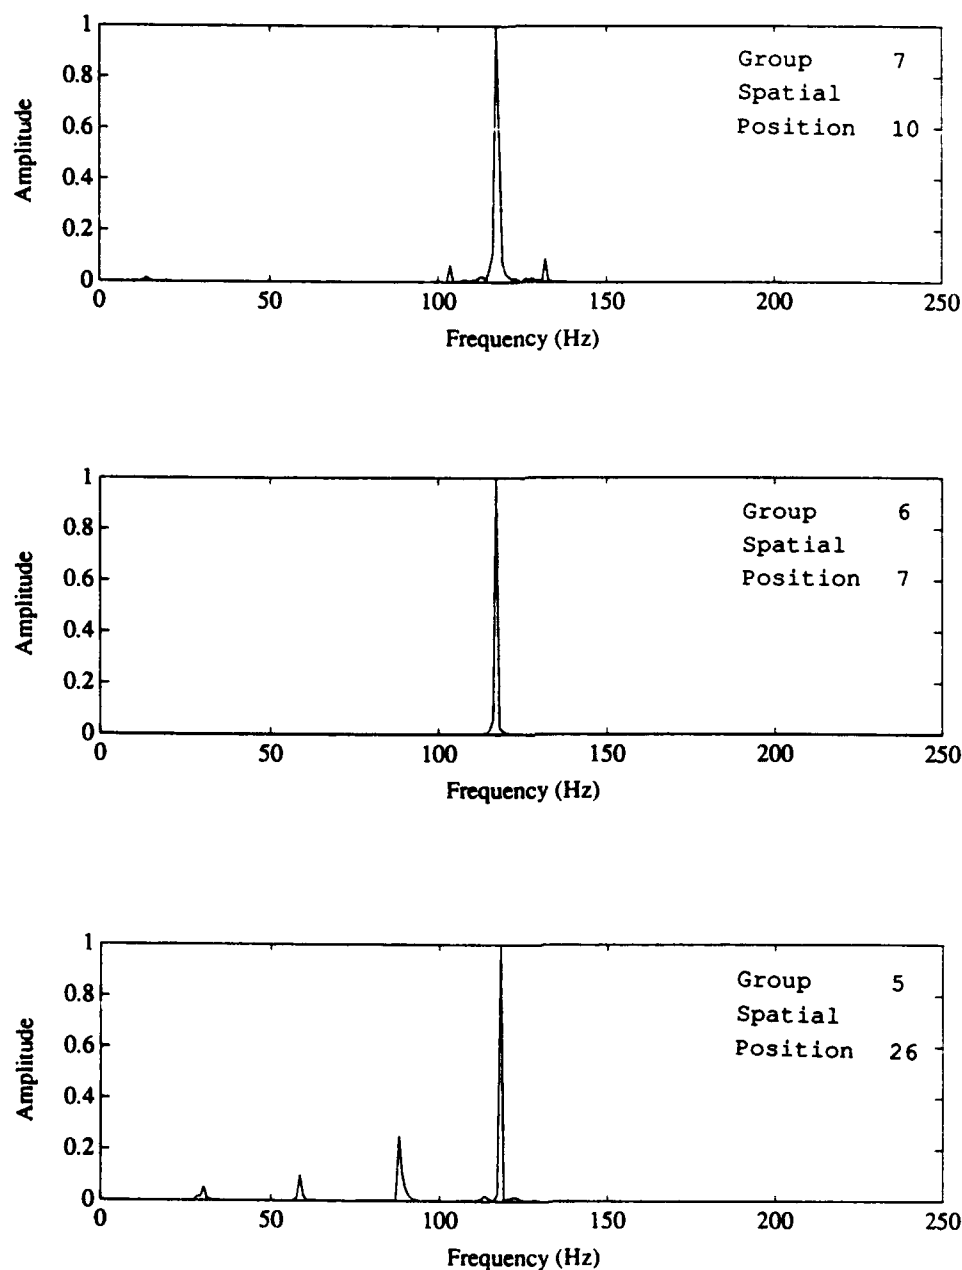 1
0.8
0.6
0.4
0.2
0
Amplitude
Group 7
Spatial
Position 10
0 50 100 150 200 250
Frequency (Hz)
1
0.8
0.6
0.4
0.2
0
Amplitude
Group 6
Spatial
Position 7
0 50 100 150 200 250
Frequency (Hz)
1
0.8
0.6
0.4
0.2
0
Amplitude
Group 5
Spatial
Position 26
0 50 100 150 200 250
Frequency (Hz)